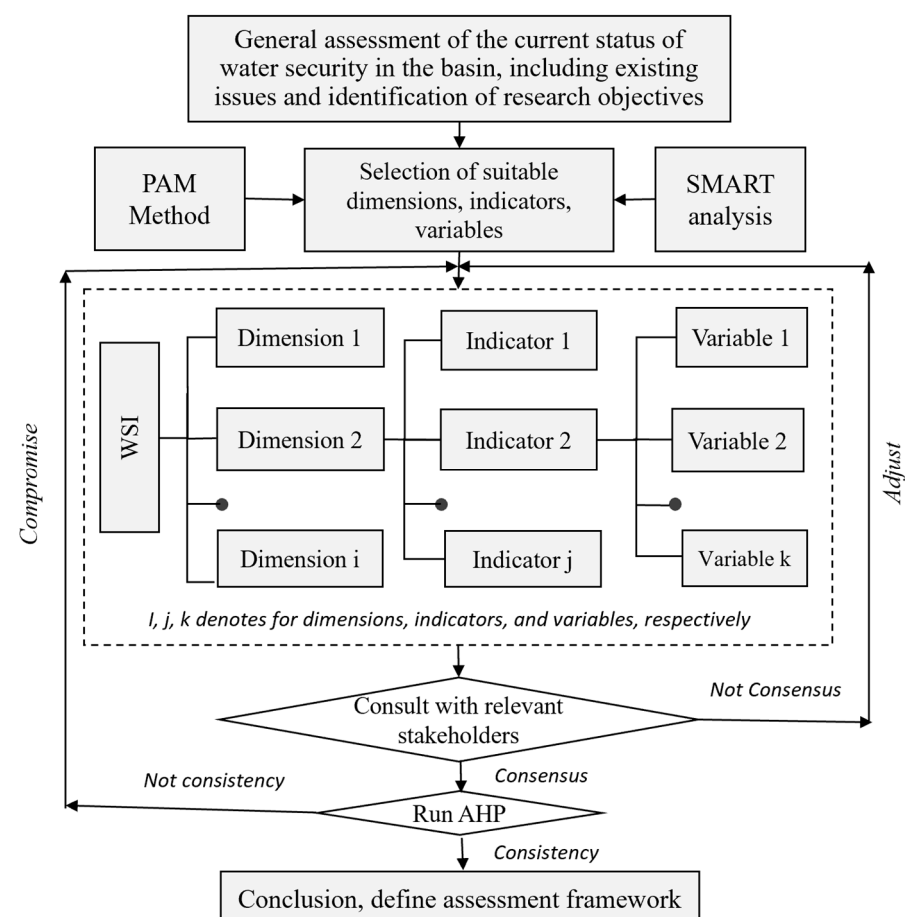 General assessment of the current status of
water security in the basin, including existing
issues and identification of research objectives
PAM
Method
Selection of suitable
dimensions, indicators,
variables
SMART
analysis
Compromise
WSI
Dimension 1
Indicator 1
Variable 1
Dimension 2
Indicator 2
Variable 2
Dimension i
Indicator j
Variable k
I, j, k denotes for dimensions, indicators, and variables, respectively
Adjust
Consult with relevant
stakeholders
Not Consensus
Consensus
Not consistency
Run AHP
Consistency
Conclusion, define assessment framework